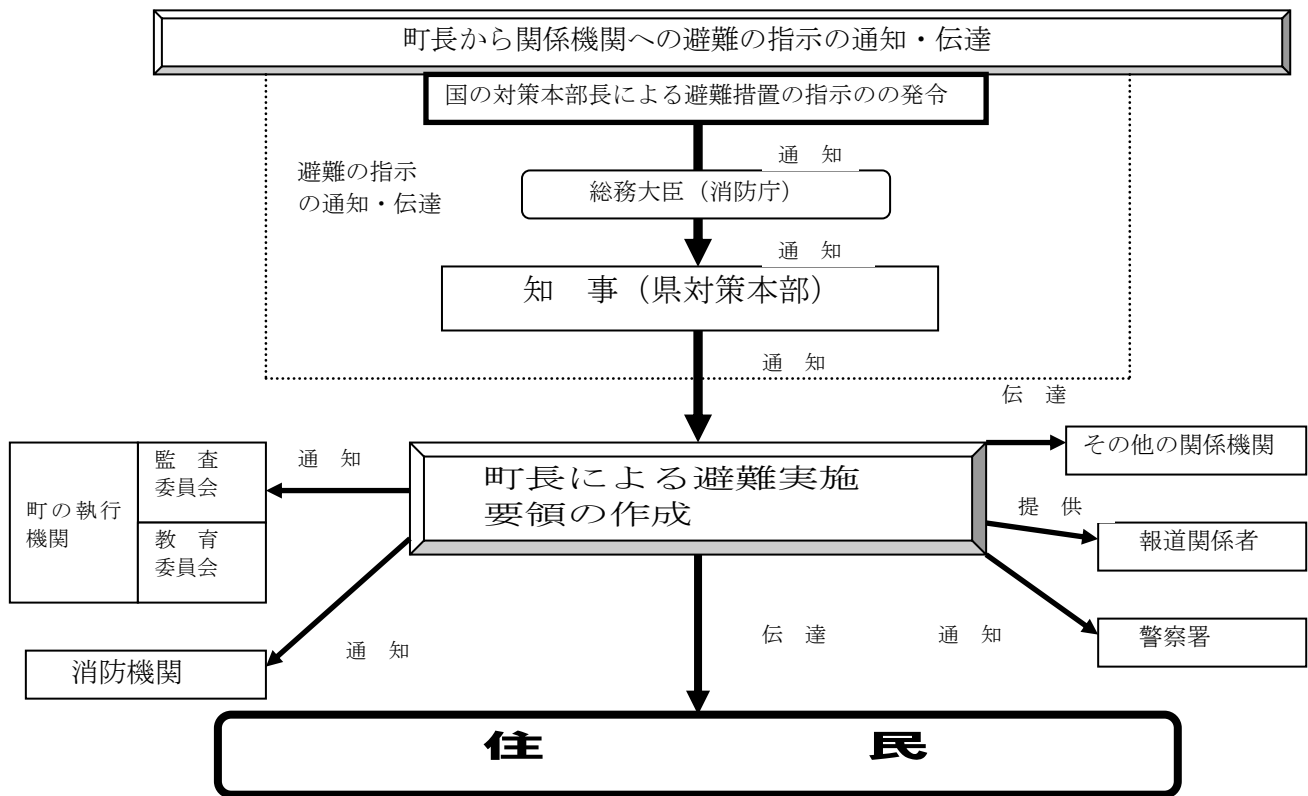 町長から関係機関への避難の指示の通知・伝達
国の対策本部長による避難措置の指示のの発令
通　知
避難の指示
の通知・伝達
総務大臣（消防庁）
通　知
知　事（県対策本部）
通　知
伝　達
その他の関係機関
町の執行
機関
監　査
委員会
教　育
委員会
通　知
町長による避難実施
要領の作成
提　供
報道関係者
通　知
消防機関
伝　達
通　知
警察署
住　　　　民